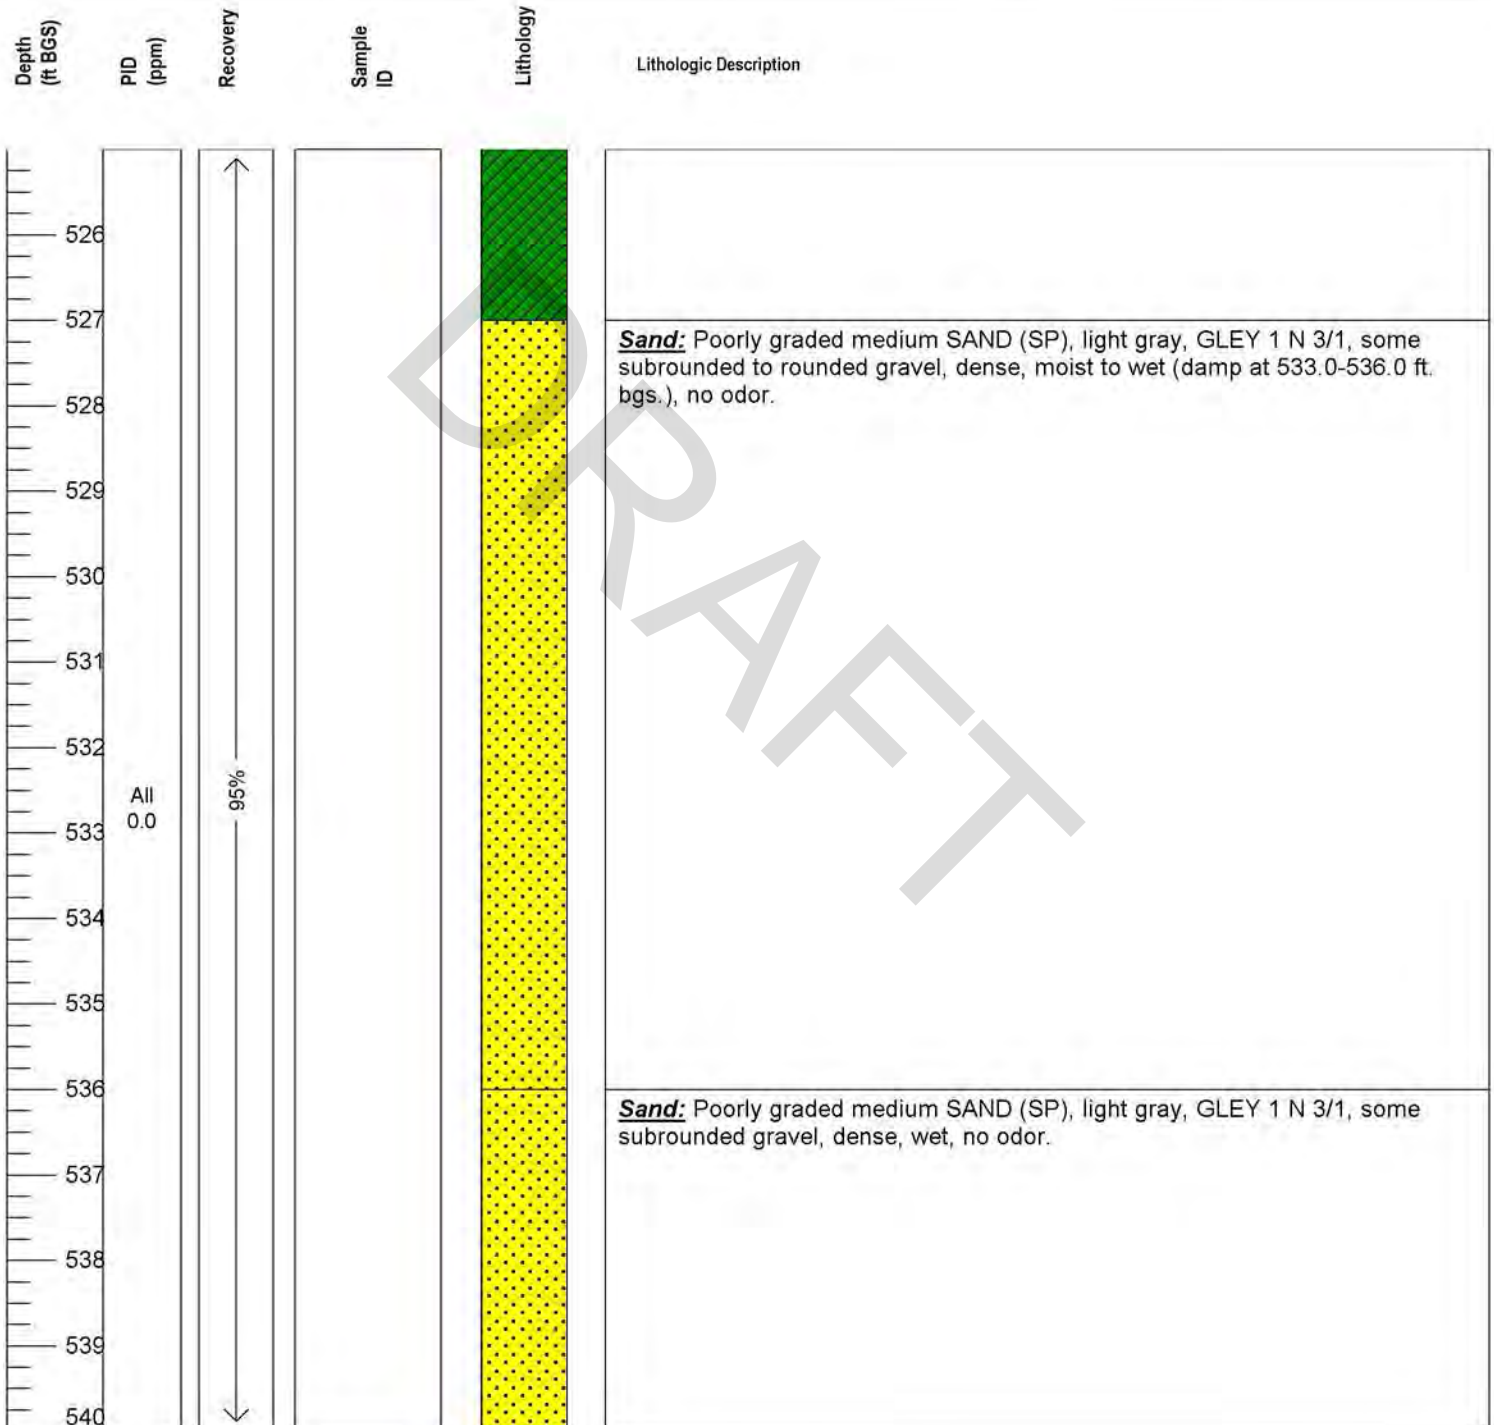 Depth
(ft BGS)
PID
(ppm)
Recovery
Sample
ID
Lithology
Lithologic Description
526
527
Sand: Poorly graded medium SAND (SP), light gray, GLEY 1 N 3/1, some
subrounded to rounded gravel, dense, moist to wet (damp at 533.0-536.0 ft.
bgs.), no odor.
528
529
530
531
532
All
0.0
95%
533
534
535
536
Sand: Poorly graded medium SAND (SP), light gray, GLEY 1 N 3/1, some
subrounded gravel, dense, wet, no odor.
537
538
539
540
DRAFT